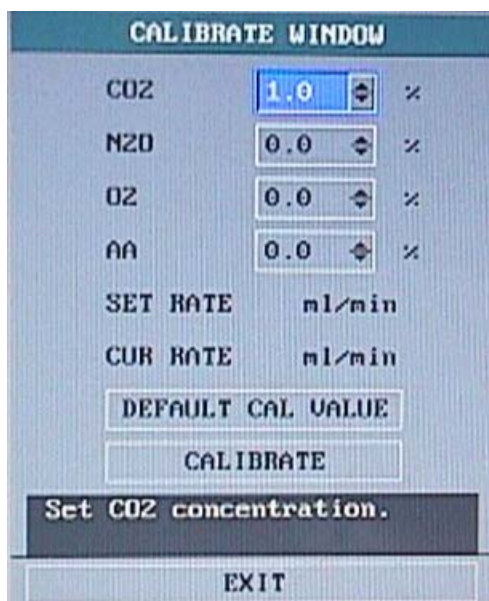 CALIBRATE WINDOW
CO2 1.0 %
N2O 0.0 %
O2 0.0 %
AA 0.0 %
SET RATE ml/min
CUR RATE ml/min
DEFAULT CAL VALUE
CALIBRATE
Set CO2 concentration.
EXIT